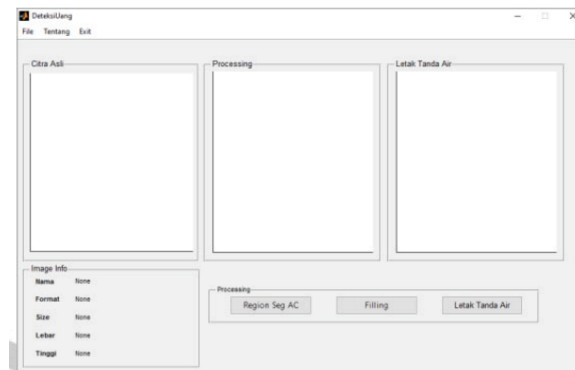 DeteksiUang
File Tentang Exit
Citra Asli
Processing
Letak Tanda Air
Image Info
Nama None
Format None
Size None
Lebar None
Tinggi None
Processing
Region Seg AC
Filling
Letak Tanda Air